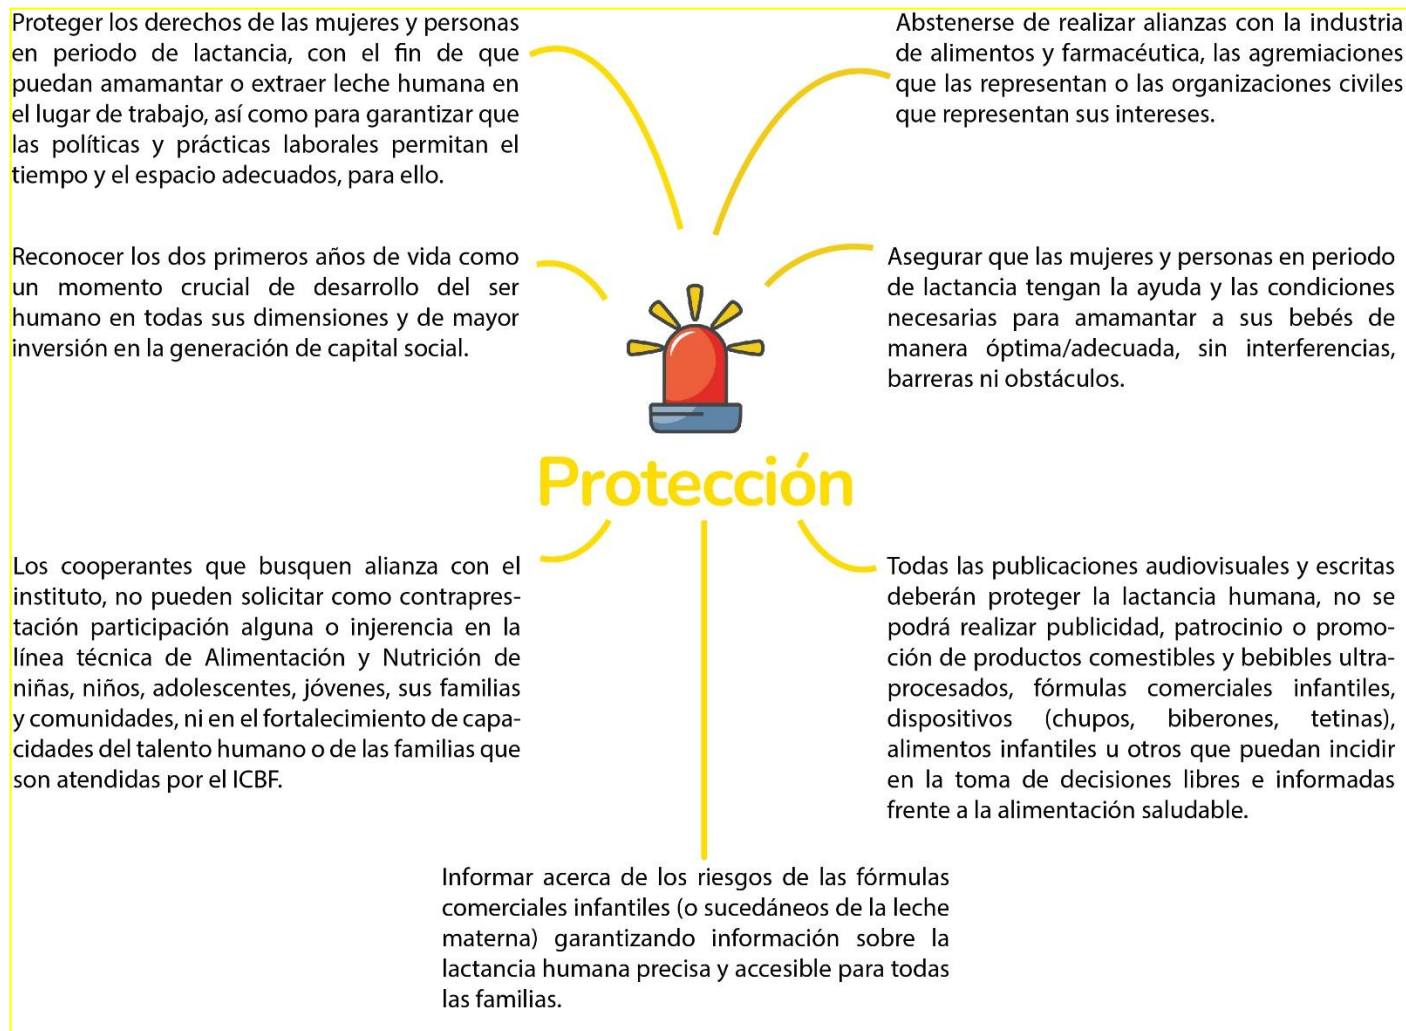 Proteger los derechos de las mujeres y personas
en periodo de lactancia, con el fin de que
puedan amamantar o extraer leche humana en
el lugar de trabajo, así como para garantizar que
las políticas y prácticas laborales permitan el
tiempo y el espacio adecuados, para ello.
Abstenerse de realizar alianzas con la industria
de alimentos y farmacéutica, las agremiaciones
que las representan o las organizaciones civiles
que representan sus intereses.
Reconocer los dos primeros años de vida como
un momento crucial de desarrollo del ser
humano en todas sus dimensiones y de mayor
inversión en la generación de capital social.
Asegurar que las mujeres y personas en periodo
de lactancia tengan la ayuda y las condiciones
necesarias para amamantar a sus bebés de
manera óptima/adecuada, sin interferencias,
barreras ni obstáculos.
Protección
Los cooperantes que busquen alianza con el
instituto, no pueden solicitar como contrapres-
tación participación alguna o injerencia en la
línea técnica de Alimentación y Nutrición de
niñas, niños, adolescentes, jóvenes, sus familias
y comunidades, ni en el fortalecimiento de capa-
cidades del talento humano o de las familias que
son atendidas por el ICBF.
Todas las publicaciones audiovisuales y escritas
deberán proteger la lactancia humana, no se
podrá realizar publicidad, patrocinio o promo-
ción de productos comestibles y bebibles ultra-
procesados, fórmulas comerciales infantiles,
dispositivos (chupos, biberones, tetinas),
alimentos infantiles u otros que puedan incidir
en la toma de decisiones libres e informadas
frente a la alimentación saludable.
Informar acerca de los riesgos de las fórmulas
comerciales infantiles (o sucedáneos de la leche
materna) garantizando información sobre la
lactancia humana precisa y accesible para todas
las familias.